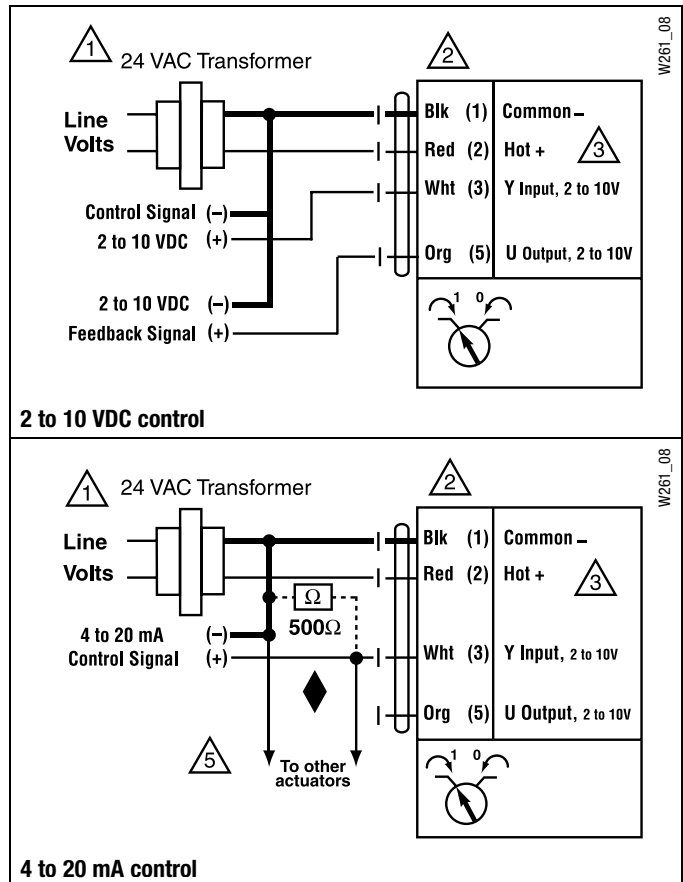 W261_08
1 24 VAC Transformer
2
Line
Volts
Blk (1) Common –
Red (2) Hot +
3
Wht (3) Y Input, 2 to 10V
Control Signal (–)
2 to 10 VDC (+)
Org (5) U Output, 2 to 10V
2 to 10 VDC (–)
Feedback Signal (+)
1 0
2 to 10 VDC control
W261_08
1 24 VAC Transformer
2
Line
Volts
Blk (1) Common –
Red (2) Hot +
3
Ω
500Ω
4 to 20 mA (–)
Control Signal (+)
Wht (3) Y Input, 2 to 10V
Org (5) U Output, 2 to 10V
5
To other
actuators
1 0
4 to 20 mA control